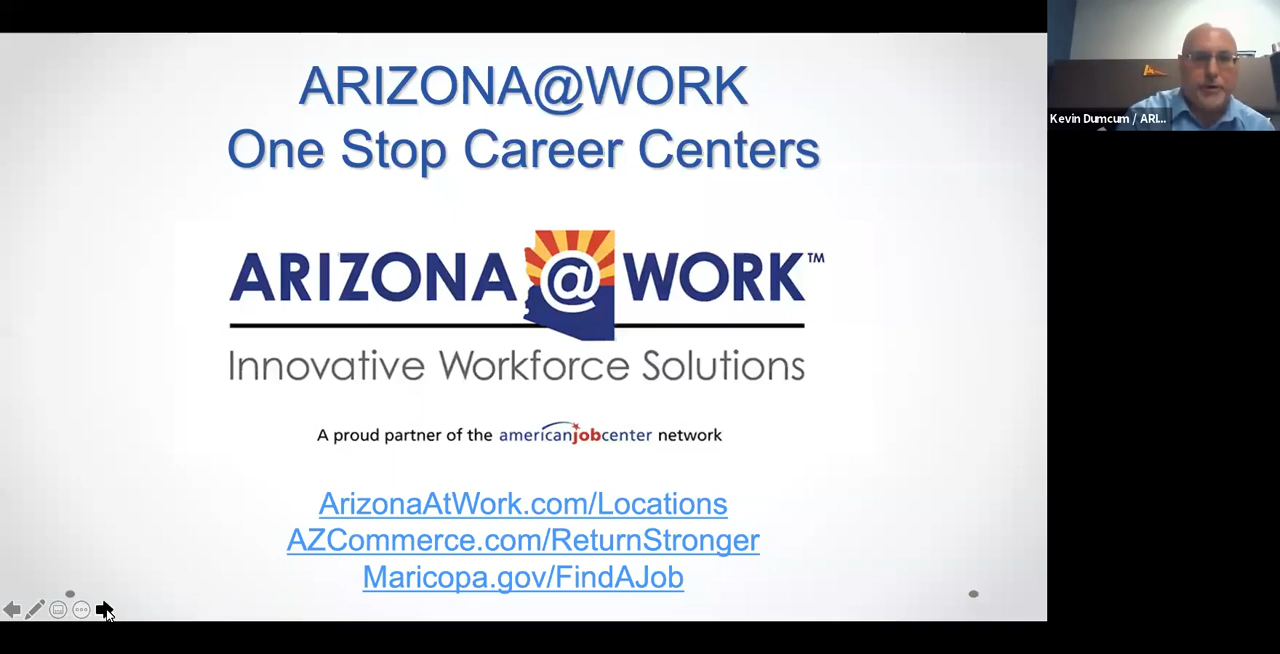 ARIZONA@WORK
One Stop Career Centers
ARIZONA @ WORK™
Innovative Workforce Solutions
A proud partner of the americanjobcenter network
ArizonaAtWork.com/Locations
AZCommerce.com/ReturnStronger
Maricopa.gov/FindAJob
Kevin Dumcum / ARI...